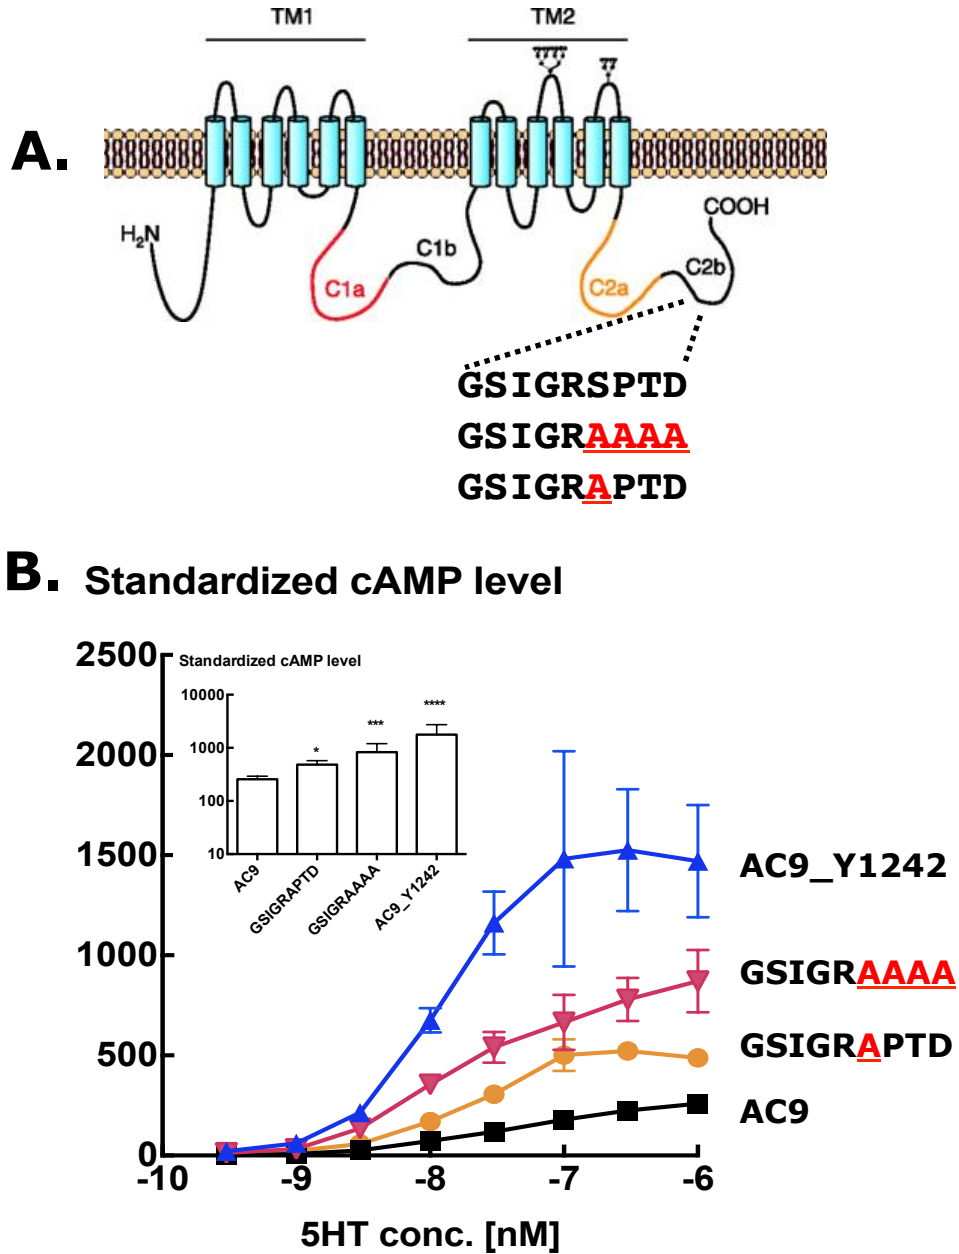 TM1 TM2
A.
H₂N
C1a
C1b
C2a
C2b
COOH
GSIGRSPTD
GSIGRAAAA
GSIGRAPTD
B. Standardized cAMP level
2500
2000
1500
1000
500
0
Standardized cAMP level
10000
1000
100
10
* *** ****
AC9 GSIGRAPTD GSIGRAAAA AC9_Y1242
AC9_Y1242
GSIGRAAAA
GSIGRAPTD
AC9
-10 -9 -8 -7 -6
5HT conc. [nM]